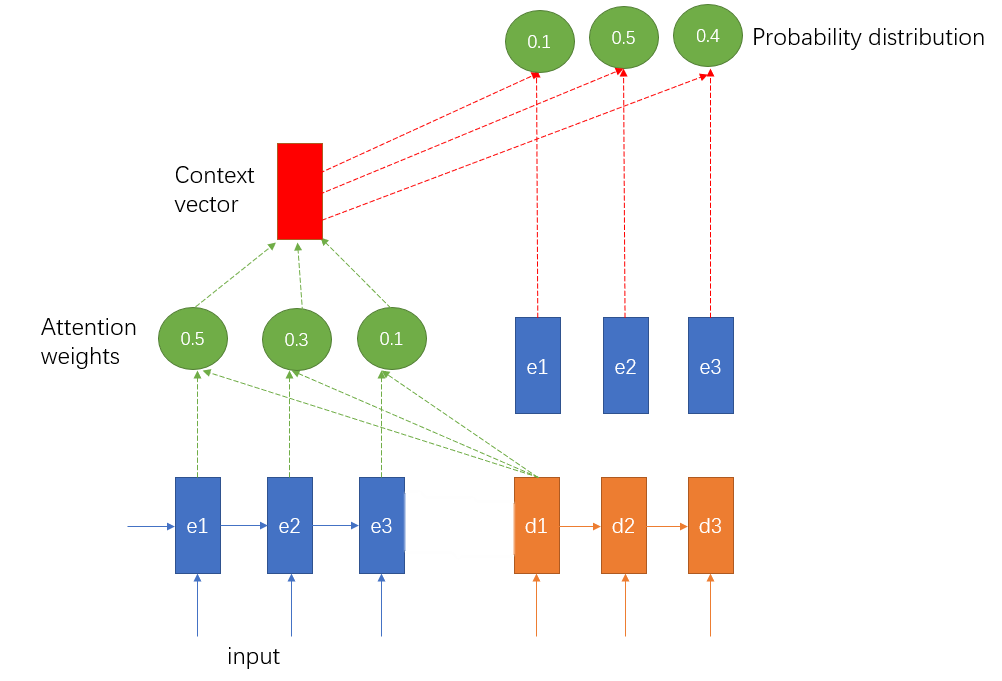 0.1 0.5 0.4 Probability distribution
Context
vector
Attention
weights
0.5 0.3 0.1
e1 e2 e3
e1 e2 e3 d1 d2 d3
input